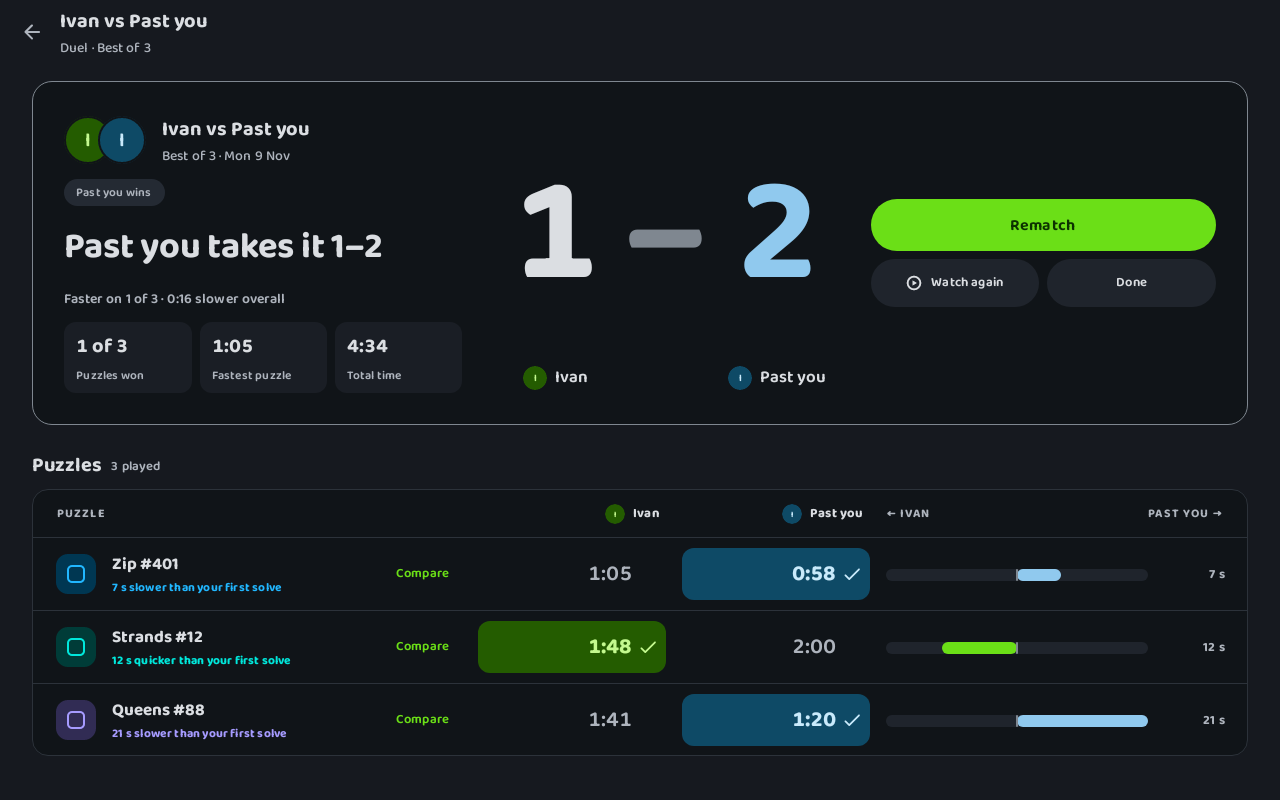 Ivan vs Past you
Duel · Best of 3
I I
Ivan vs Past you
Best of 3 · Mon 9 Nov
Past you wins
Past you takes it 1–2
Faster on 1 of 3 · 0:16 slower overall
1 of 3
Puzzles won
1:05
Fastest puzzle
4:34
Total time
1 – 2
I Ivan
I Past you
Rematch
Watch again
Done
Puzzles 3 played
PUZZLE
I Ivan
I Past you
← IVAN
PAST YOU →
Zip #401
7 s slower than your first solve
Compare
1:05
0:58
7 s
Strands #12
12 s quicker than your first solve
Compare
1:48
2:00
12 s
Queens #88
21 s slower than your first solve
Compare
1:41
1:20
21 s